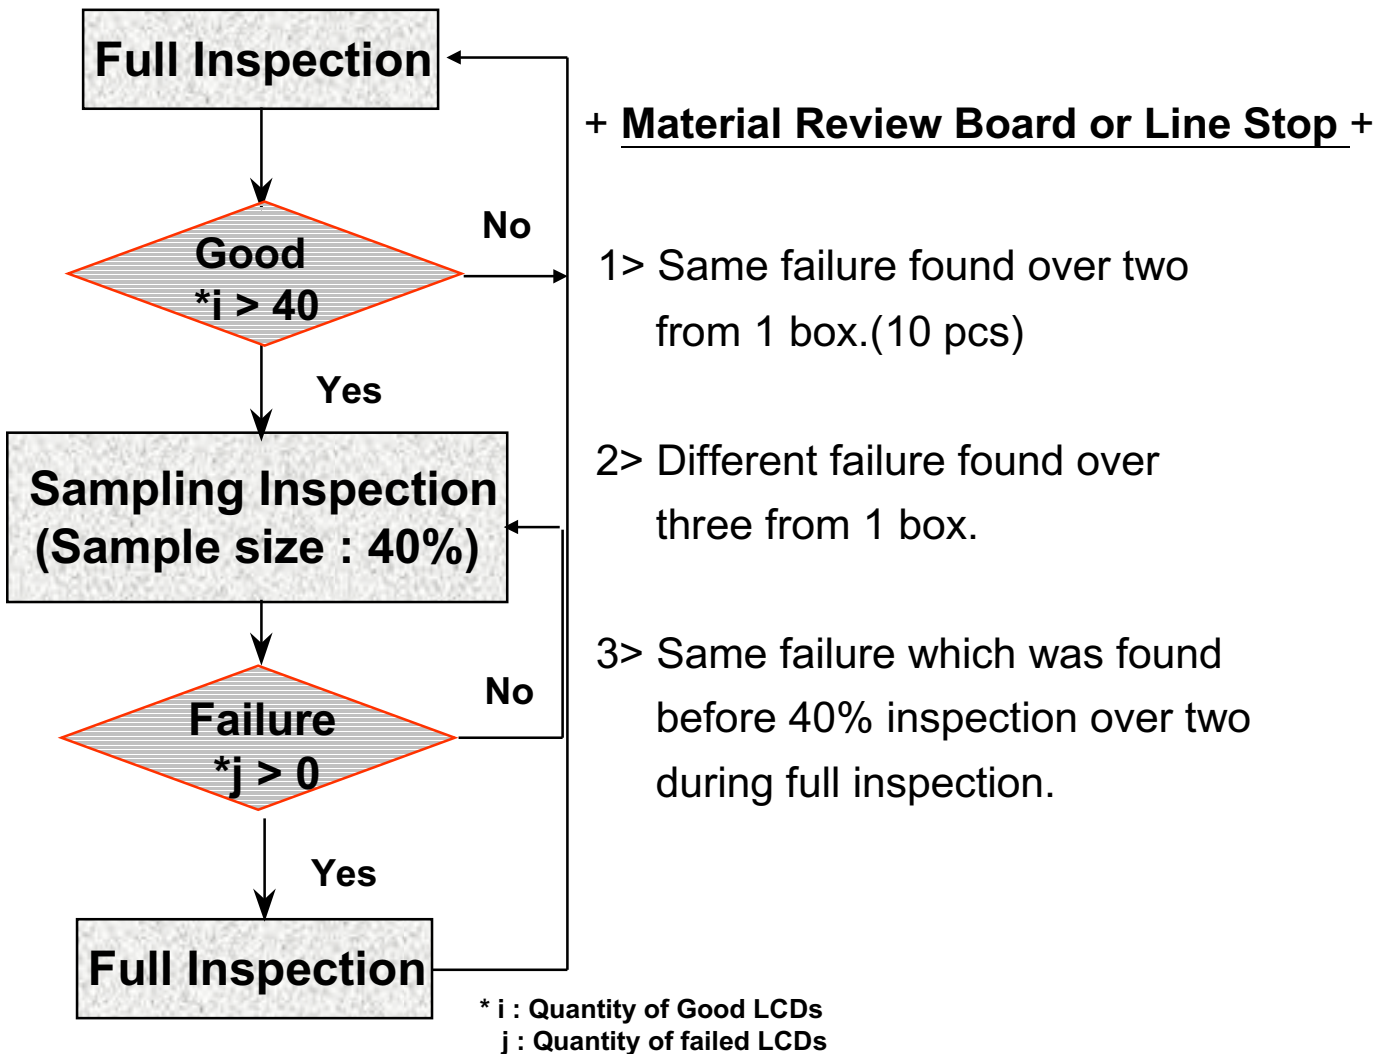 Full Inspection
+ Material Review Board or Line Stop +
No
Good
*i > 40
1> Same failure found over two
from 1 box.(10 pcs)
Yes
2> Different failure found over
three from 1 box.
Sampling Inspection
(Sample size : 40%)
3> Same failure which was found
before 40% inspection over two
during full inspection.
No
Failure
*j > 0
Yes
Full Inspection
* i : Quantity of Good LCDs
j : Quantity of failed LCDs